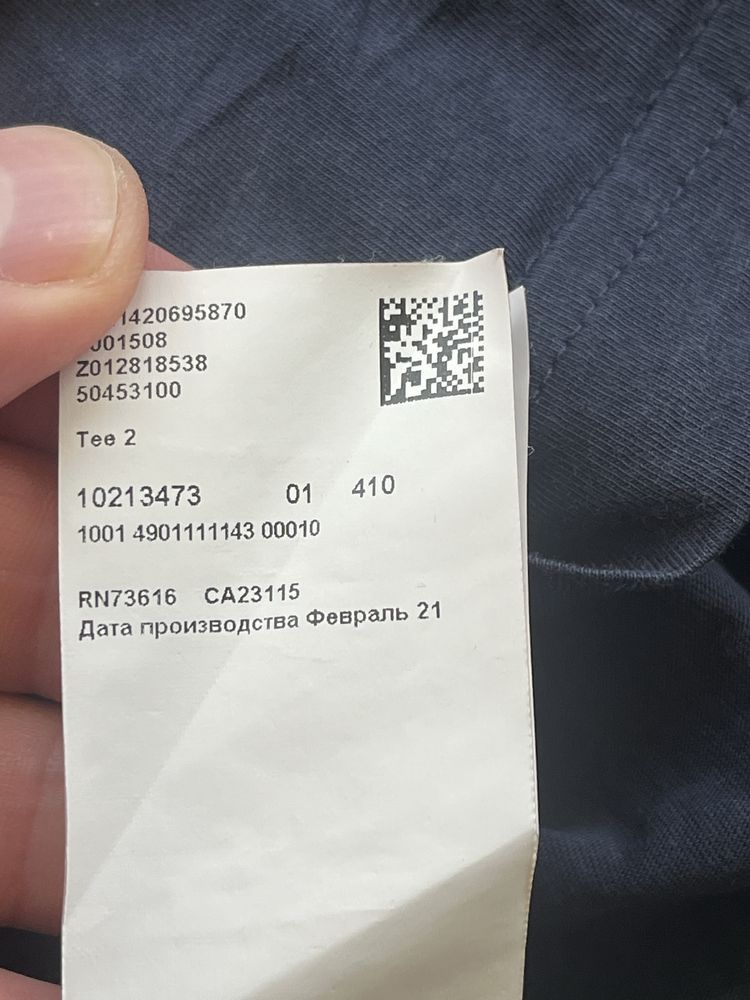 1420695870
001508
Z012818538
50453100
Tee 2
10213473 01 410
1001 4901111143 00010
RN73616 CA23115
Дата производства Февраль 21